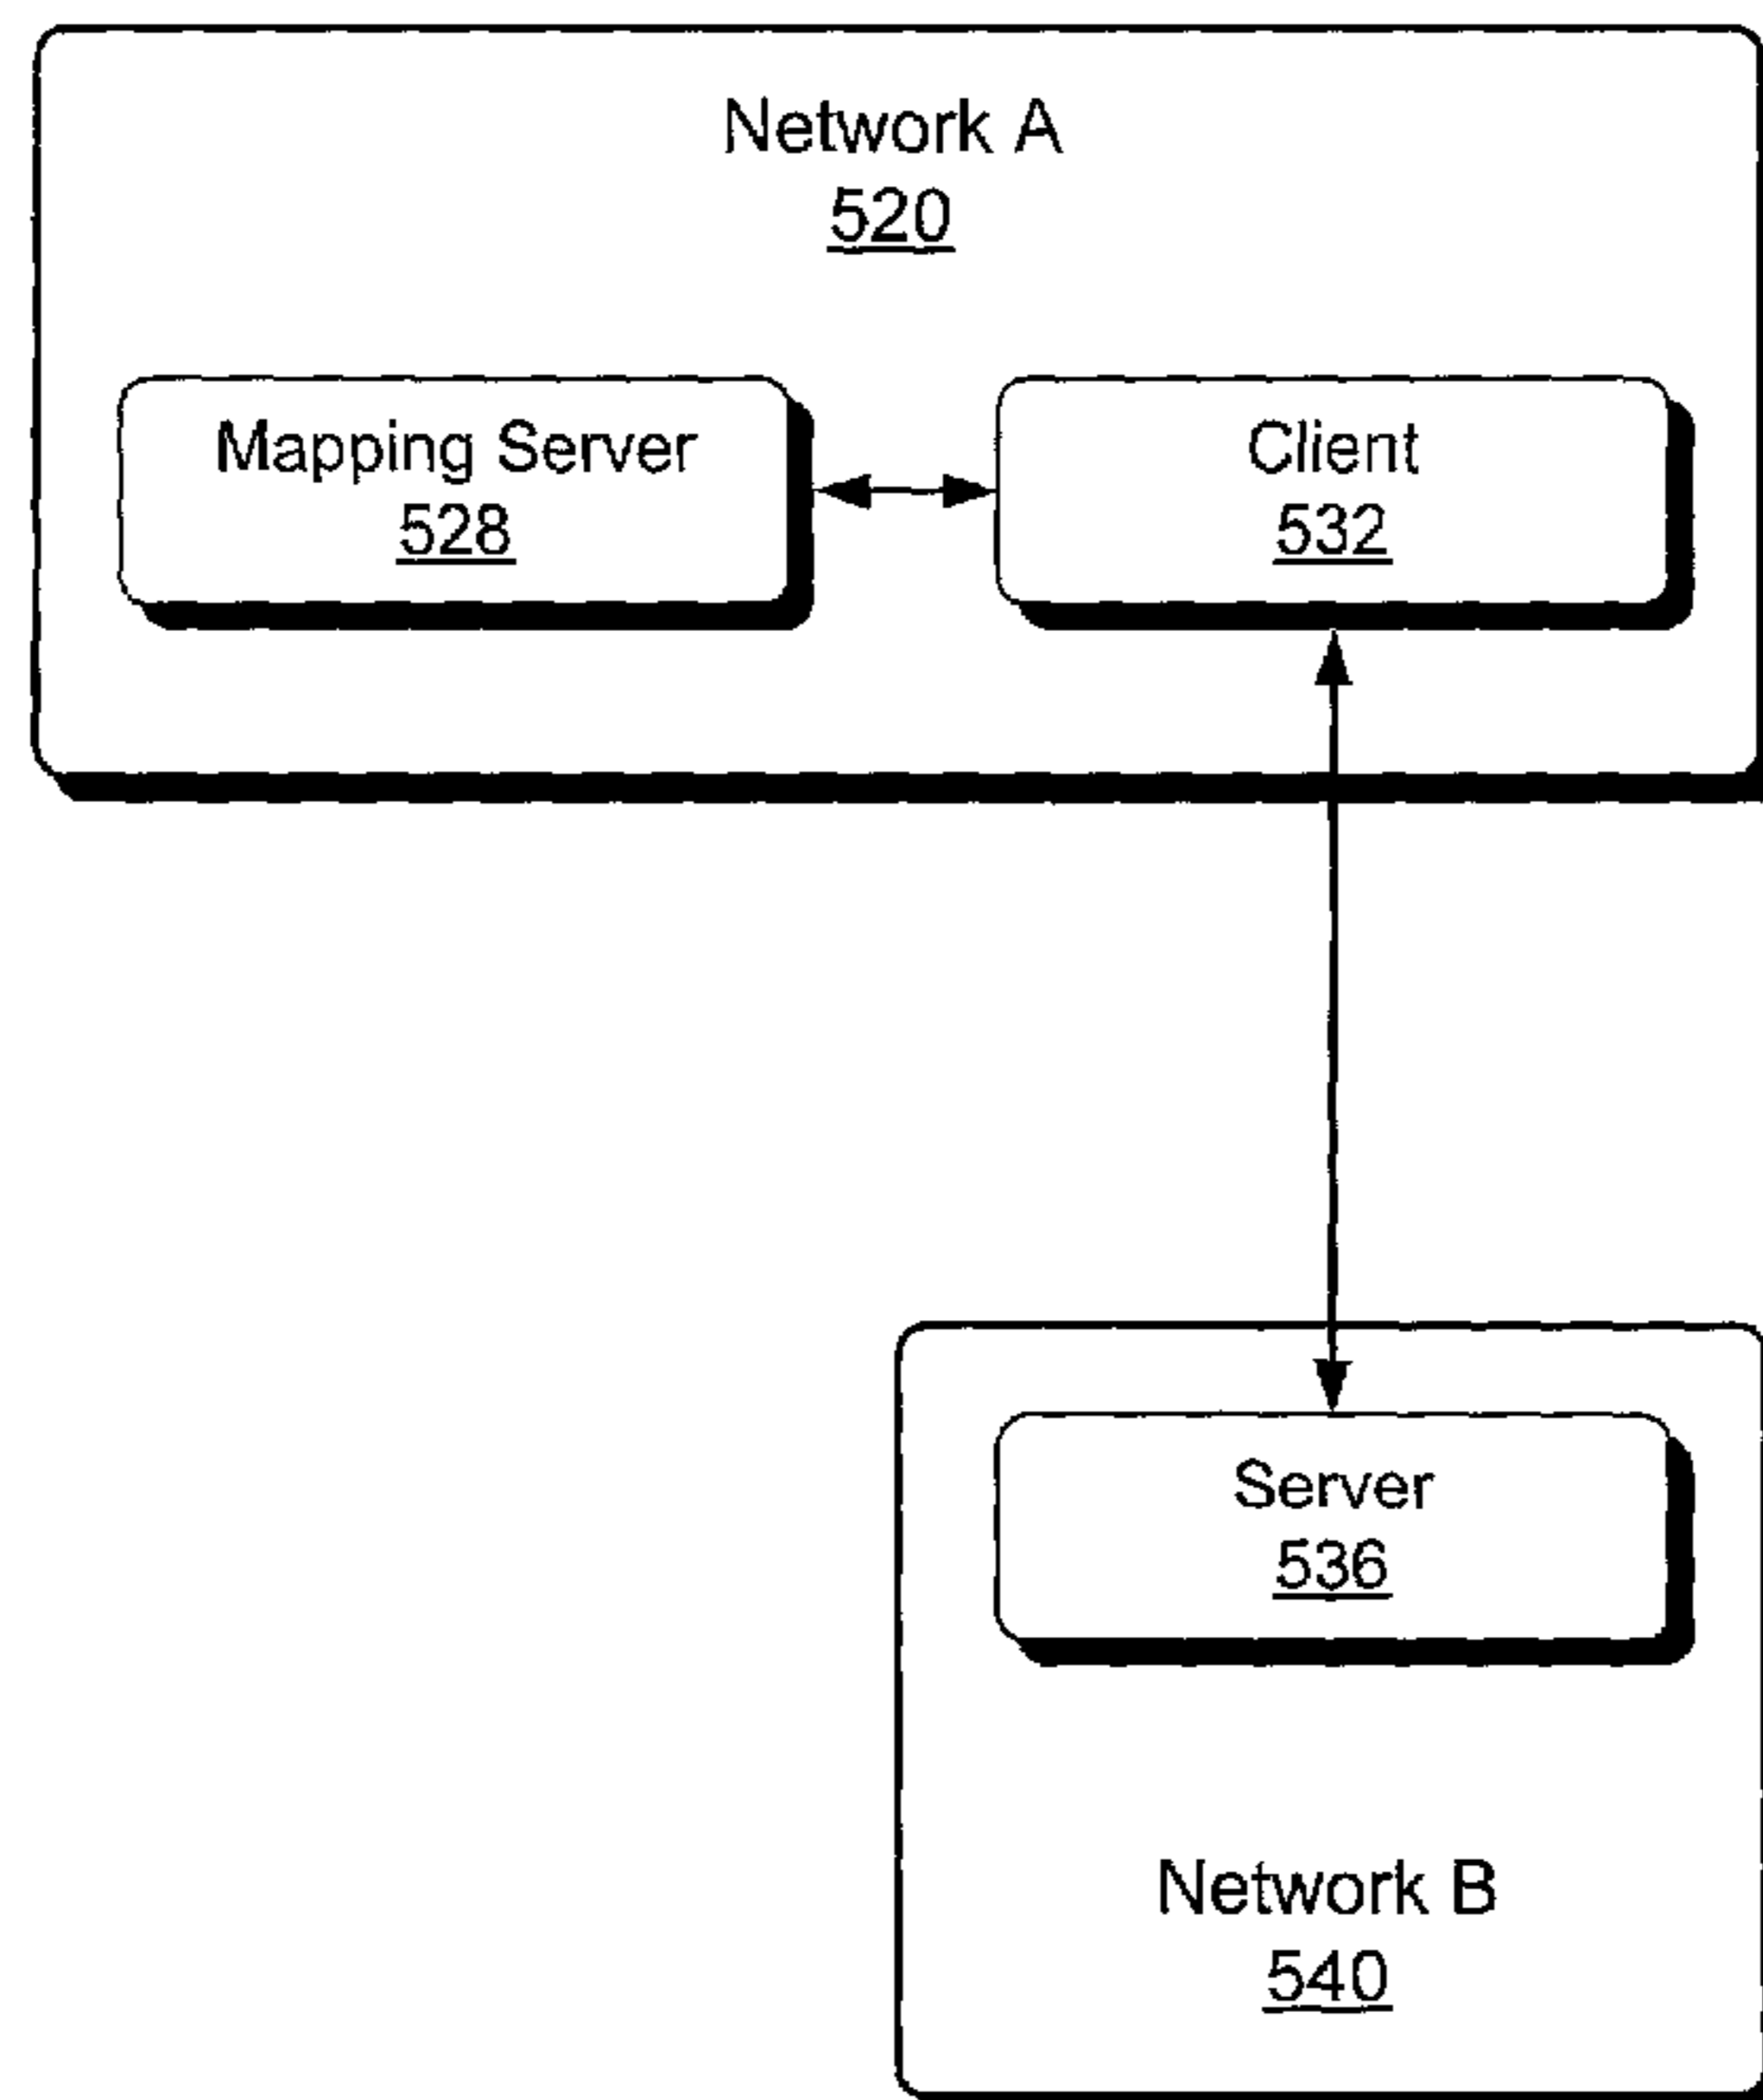 Network A
520
Mapping Server
528
Client
532
Server
536
Network B
540